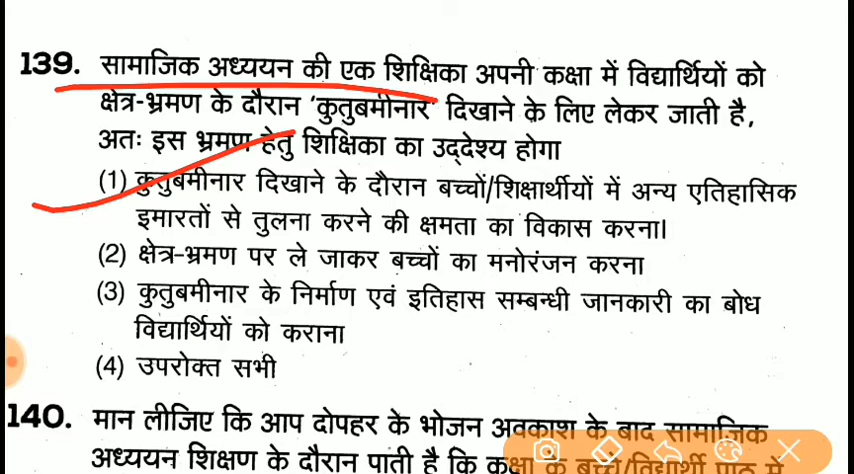 139. सामाजिक अध्ययन की एक शिक्षिका अपनी कक्षा में विद्यार्थियों को
क्षेत्र-भ्रमण के दौरान 'कुतुबमीनार' दिखाने के लिए लेकर जाती है,
अतः इस भ्रमण हेतु शिक्षिका का उद्देश्य होगा
(1) कुतुबमीनार दिखाने के दौरान बच्चों/शिक्षार्थीयों में अन्य एतिहासिक
इमारतों से तुलना करने की क्षमता का विकास करना।
(2) क्षेत्र-भ्रमण पर ले जाकर बच्चों का मनोरंजन करना
(3) कुतुबमीनार के निर्माण एवं इतिहास सम्बन्धी जानकारी का बोध
विद्यार्थियों को कराना
(4) उपरोक्त सभी
140. मान लीजिए कि आप दोपहर के भोजन अवकाश के बाद सामाजिक
अध्ययन शिक्षण के दौरान पाती है कि कक्षा के बच्चे/विद्यार्थी पाठ में